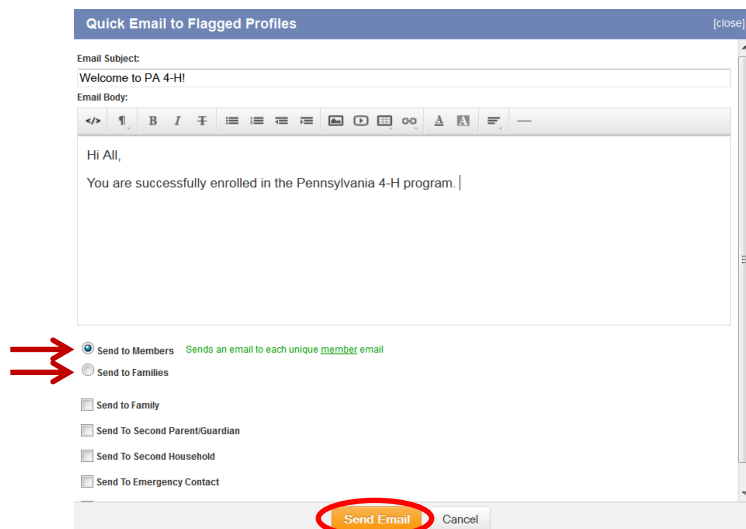 Quick Email to Flagged Profiles [close]
Email Subject:
Welcome to PA 4-H!
Email Body:
</> ¶ B I T A A
Hi All,
You are successfully enrolled in the Pennsylvania 4-H program.
Send to Members Sends an email to each unique member email
Send to Families
Send to Family
Send To Second Parent/Guardian
Send To Second Household
Send To Emergency Contact
Send Email Cancel